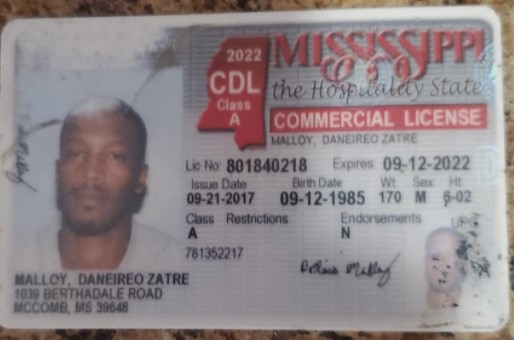 2022
MISSISSIPPI
CDL
the Hospitality State
Class
A
COMMERCIAL LICENSE
MALLOY, DANEIREO ZATRE
Lic No 801840218 Expires 09-12-2022
Issue Date Birth Date Wt Sex Ht
09-21-2017 09-12-1985 170 M 6-02
Class Restrictions Endorsements
A N
781352217
MALLOY, DANEIREO ZATRE
1039 BERTHADALE ROAD
MCCOMB, MS 39648